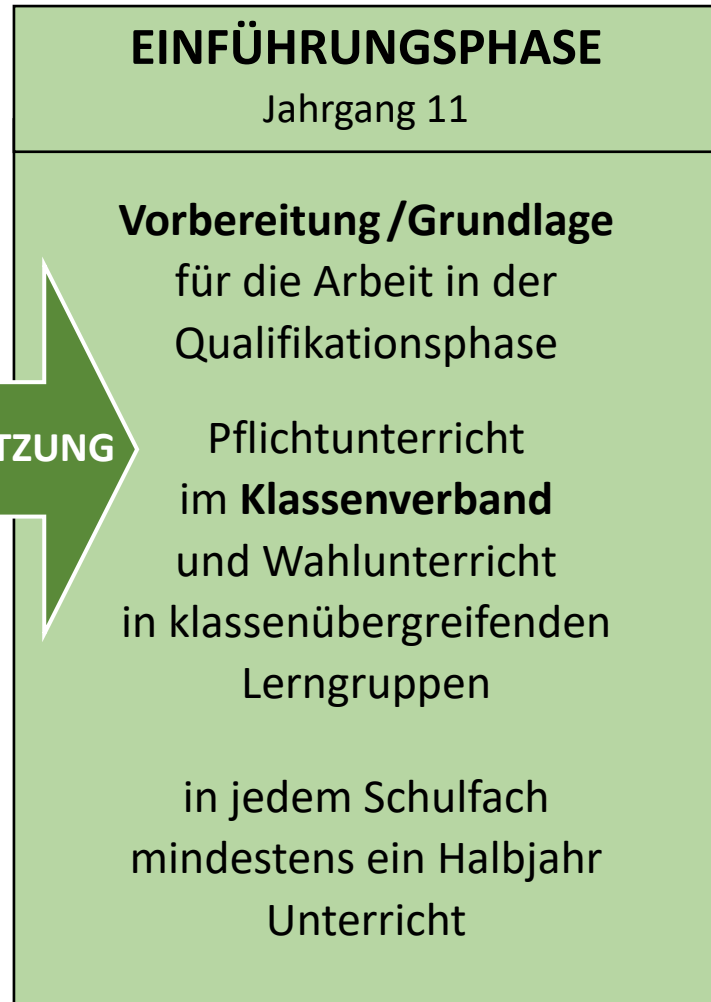 EINFÜHRUNGSPHASE
Jahrgang 11
Vorbereitung/Grundlage
für die Arbeit in der
Qualifikationsphase
TZUNG
Pflichtunterricht
im Klassenverband
und Wahlunterricht
in klassenübergreifenden
Lerngruppen
in jedem Schulfach
mindestens ein Halbjahr
Unterricht